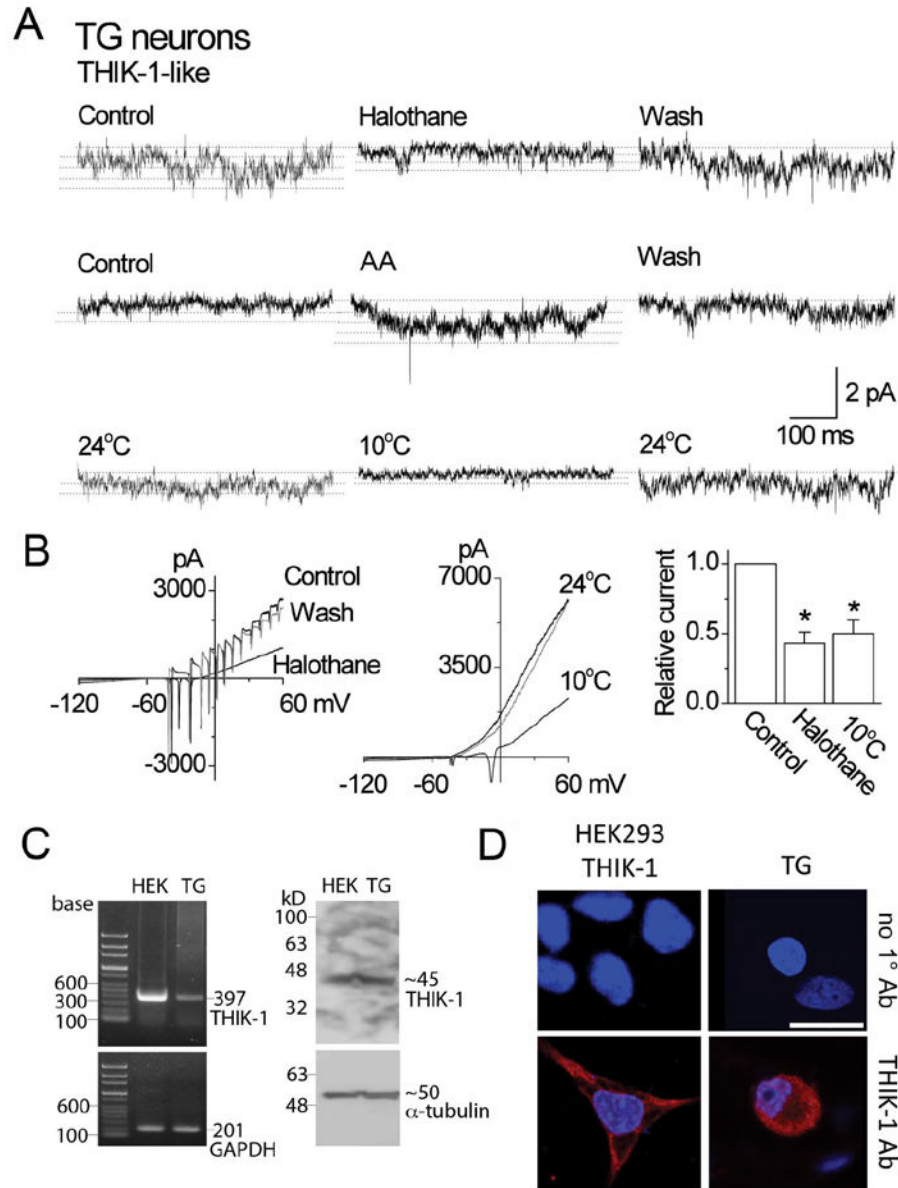 A
TG neurons
THIK-1-like
Control Halothane Wash
Control AA Wash
2 pA
100 ms
24°C 10°C 24°C
B
pA
3000
Control
Wash
Halothane
-120 -60 60 mV
-3000
pA
7000
24°C
3500
10°C
-120 -60 60 mV
Relative current
1.0
0.5
0.0
* *
Control
Halothane
10°C
C
HEK TG
base
600
300
100
397
THIK-1
600
100
201
GAPDH
HEK TG
kD
100
63
48
32
~45
THIK-1
63
48
~50
α-tubulin
D
HEK293
THIK-1
TG
no 1° Ab
THIK-1 Ab